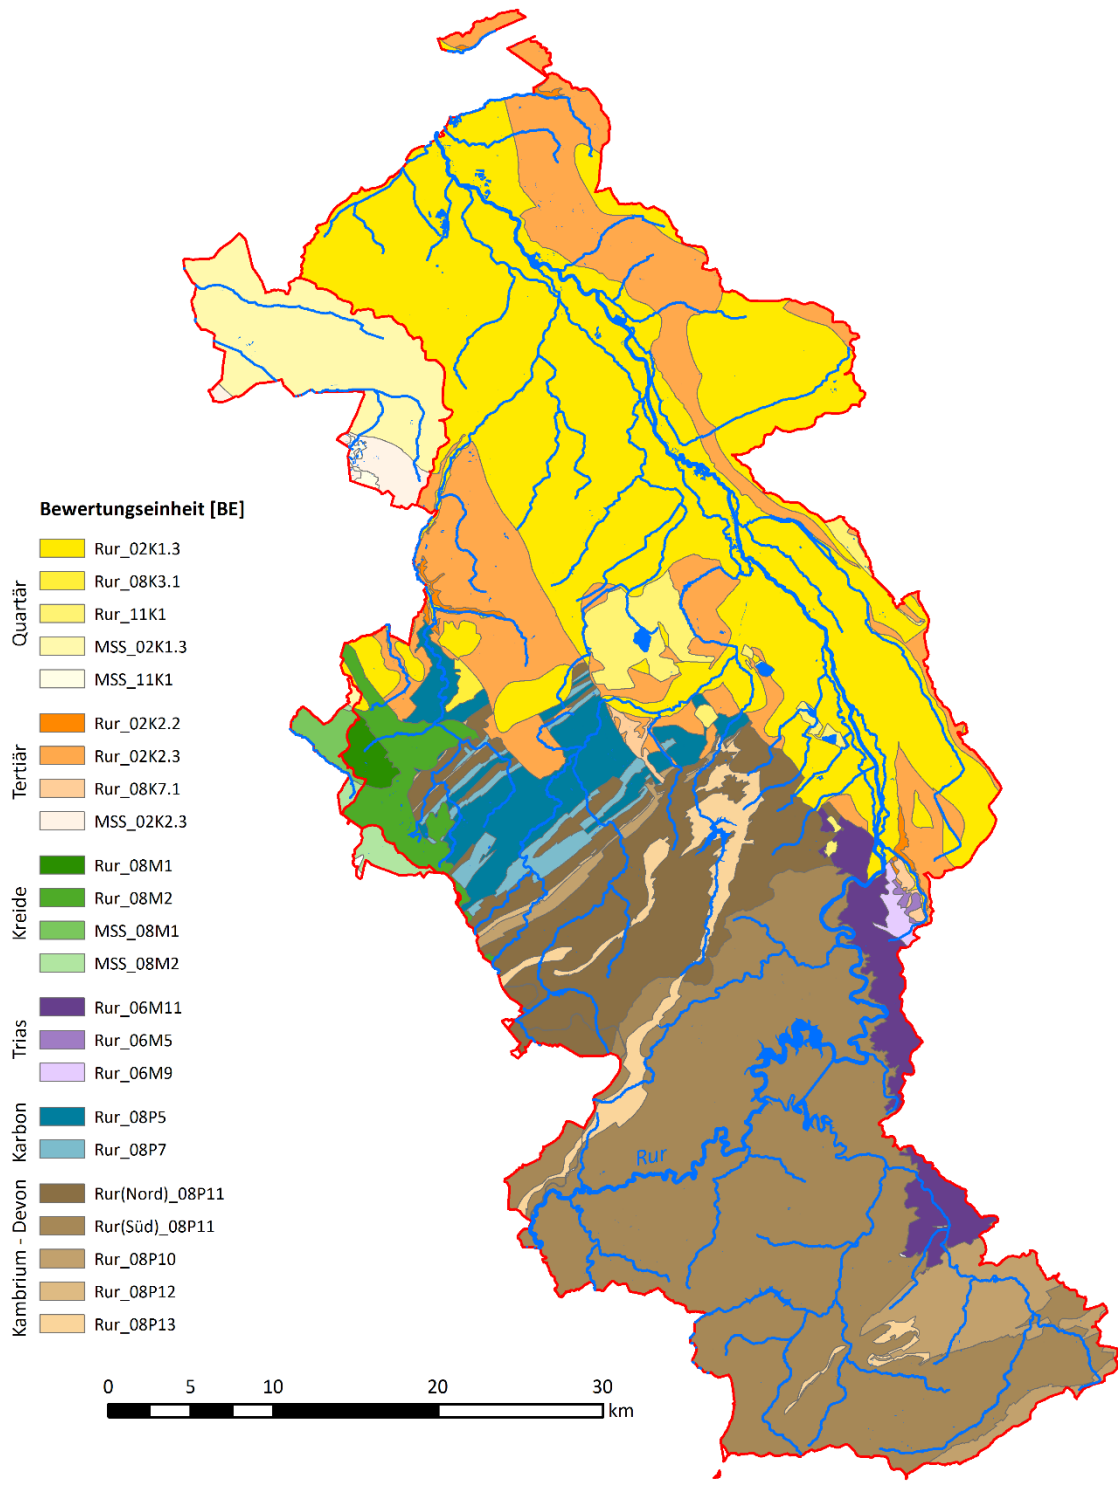 Bewertungseinheit [BE]
Quartär
Rur_02K1.3
Rur_08K3.1
Rur_11K1
MSS_02K1.3
MSS_11K1
Tertiär
Rur_02K2.2
Rur_02K2.3
Rur_08K7.1
MSS_02K2.3
Kreide
Rur_08M1
Rur_08M2
MSS_08M1
MSS_08M2
Trias
Rur_06M11
Rur_06M5
Rur_06M9
Karbon
Rur_08P5
Rur_08P7
Kambrium - Devon
Rur(Nord)_08P11
Rur(Süd)_08P11
Rur_08P10
Rur_08P12
Rur_08P13
Rur
0 5 10 20 30
km